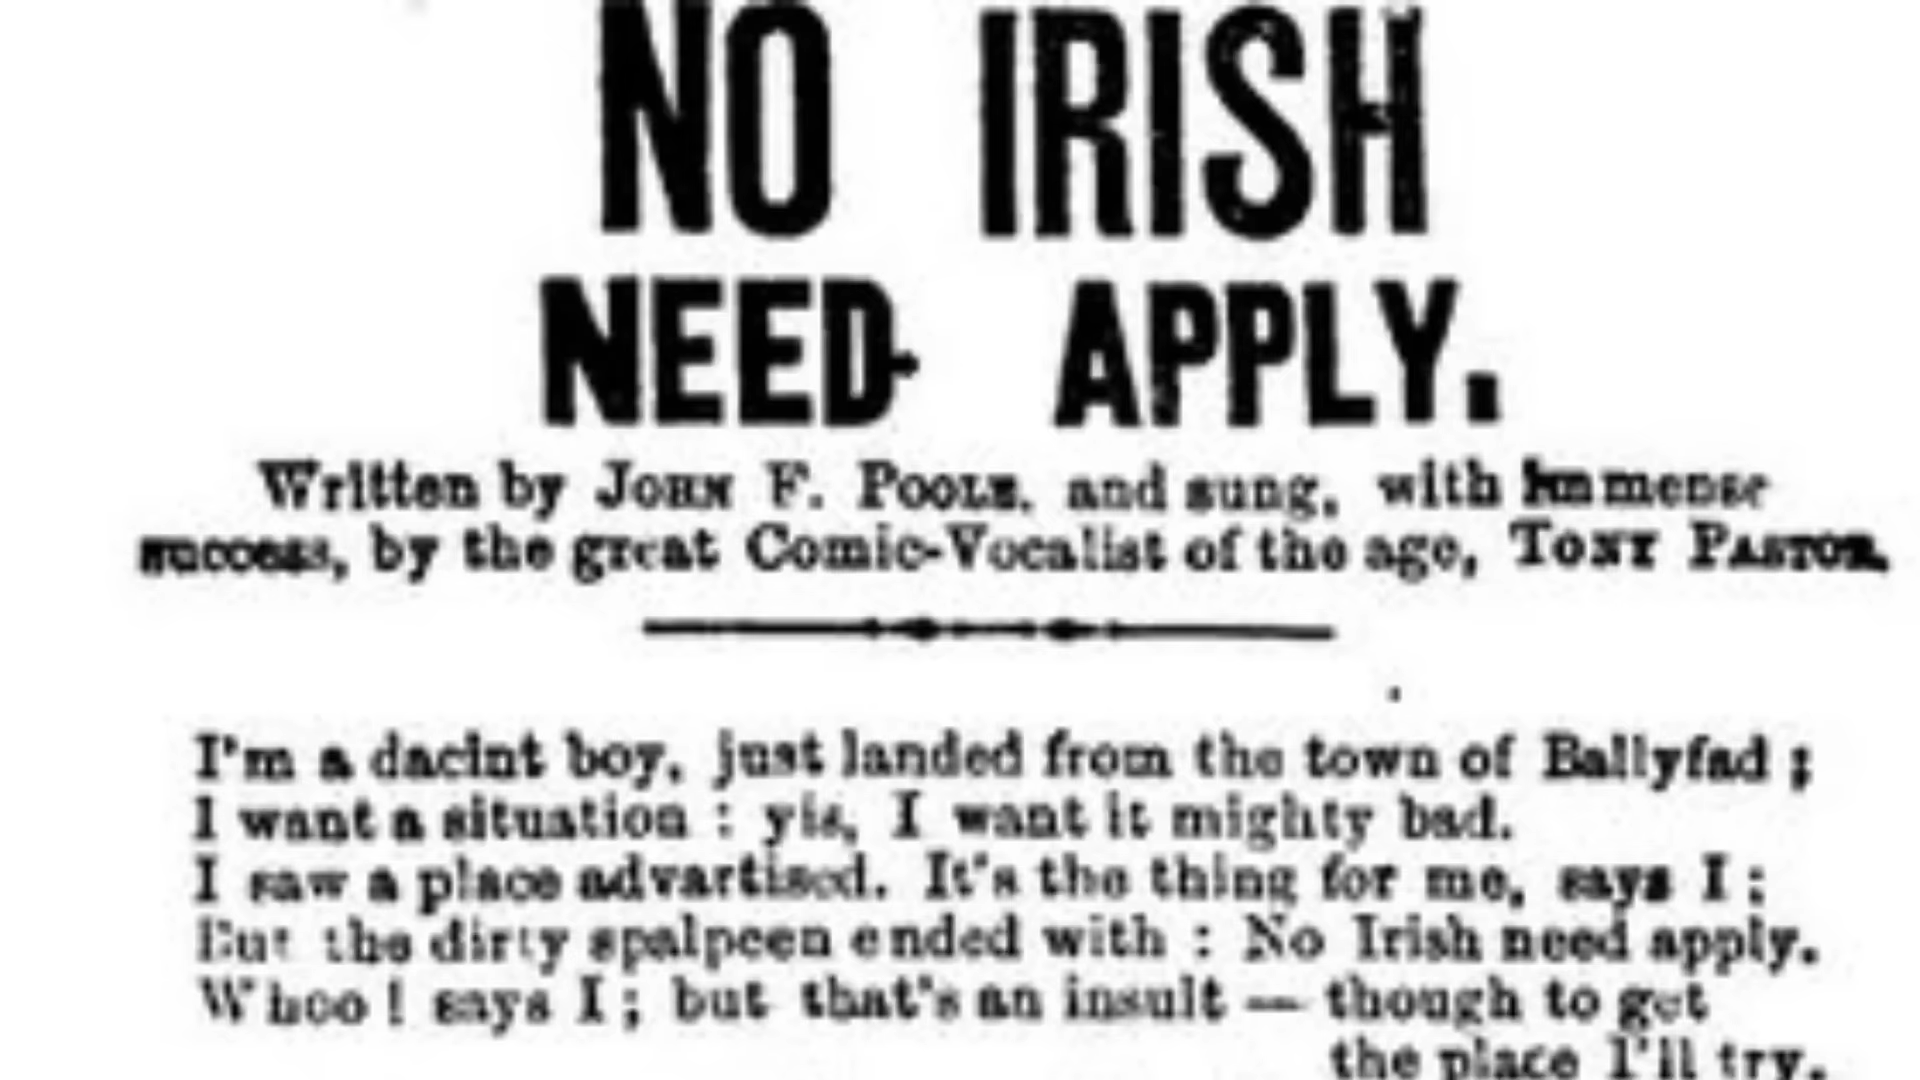 NO IRISH
NEED APPLY.
Written by JOHN F. POOLE, and sung, with immense
success, by the great Comic-Vocalist of the age, TONY PASTOR.
I'm a dacint boy, just landed from the town of Ballyfad ;
I want a situation : yis, I want it mighty bad.
I saw a place advartised. It's the thing for me, says I ;
But the dirty spalpeen ended with : No Irish need apply.
Whoo ! says I ; but that's an insult — though to get
the place I'll try.